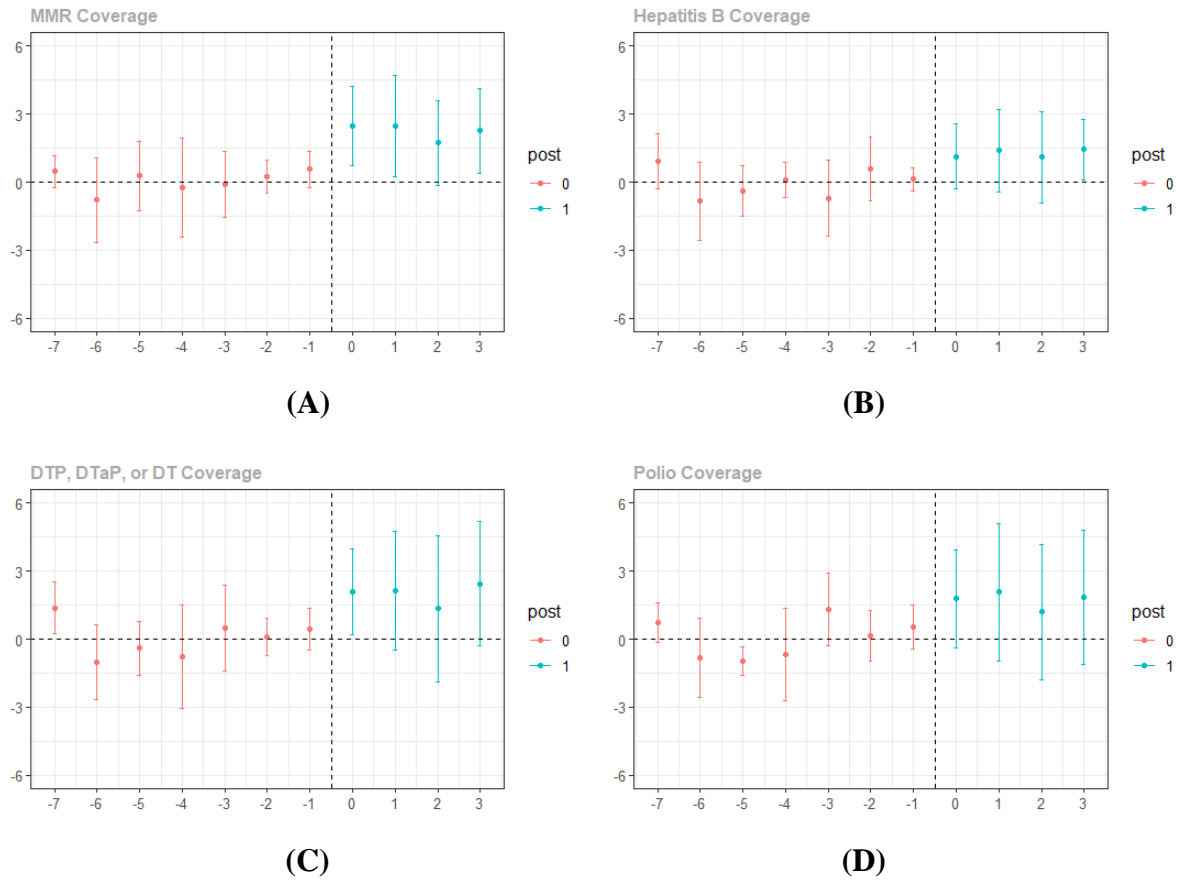 MMR Coverage
6
3
0
-3
-6
-7 -6 -5 -4 -3 -2 -1 0 1 2 3
post
0
1
(A)
Hepatitis B Coverage
6
3
0
-3
-6
-7 -6 -5 -4 -3 -2 -1 0 1 2 3
post
0
1
(B)
DTP, DTaP, or DT Coverage
6
3
0
-3
-6
-7 -6 -5 -4 -3 -2 -1 0 1 2 3
post
0
1
(C)
Polio Coverage
6
3
0
-3
-6
-7 -6 -5 -4 -3 -2 -1 0 1 2 3
post
0
1
(D)